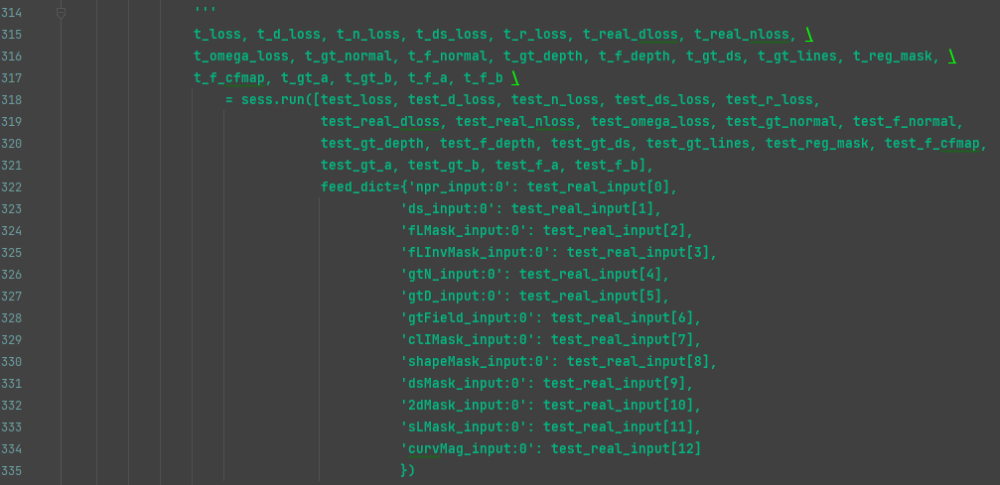 314 '''
315 t_loss, t_d_loss, t_n_loss, t_ds_loss, t_r_loss, t_real_dloss, t_real_nloss, \
316 t_omega_loss, t_gt_normal, t_f_normal, t_gt_depth, t_f_depth, t_gt_ds, t_gt_lines, t_reg_mask, \
317 t_f_cfmap, t_gt_a, t_gt_b, t_f_a, t_f_b \
318 = sess.run([test_loss, test_d_loss, test_n_loss, test_ds_loss, test_r_loss,
319 test_real_dloss, test_real_nloss, test_omega_loss, test_gt_normal, test_f_normal,
320 test_gt_depth, test_f_depth, test_gt_ds, test_gt_lines, test_reg_mask, test_f_cfmap,
321 test_gt_a, test_gt_b, test_f_a, test_f_b],
322 feed_dict={'npr_input:0': test_real_input[0],
323 'ds_input:0': test_real_input[1],
324 'fLMask_input:0': test_real_input[2],
325 'fLInvMask_input:0': test_real_input[3],
326 'gtN_input:0': test_real_input[4],
327 'gtD_input:0': test_real_input[5],
328 'gtField_input:0': test_real_input[6],
329 'clIMask_input:0': test_real_input[7],
330 'shapeMask_input:0': test_real_input[8],
331 'dsMask_input:0': test_real_input[9],
332 '2dMask_input:0': test_real_input[10],
333 'sLMask_input:0': test_real_input[11],
334 'curvMag_input:0': test_real_input[12]
335 })